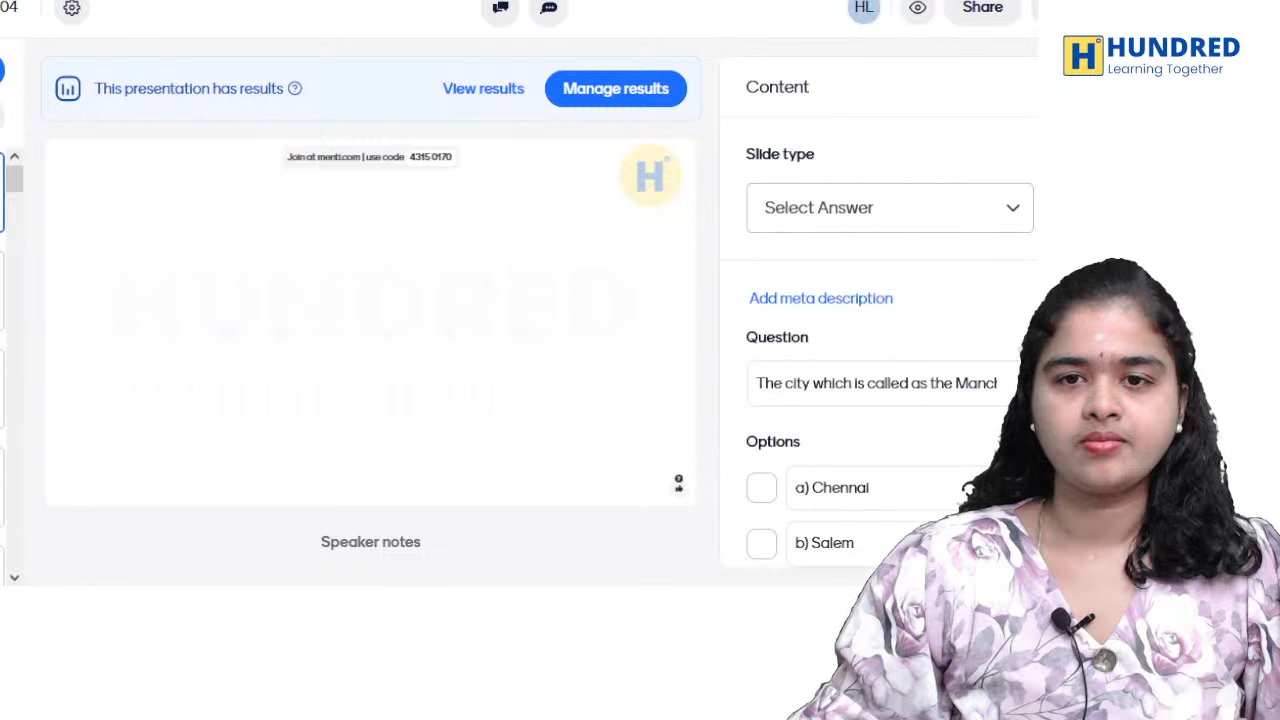 04
HL
Share
H HUNDRED
Learning Together
This presentation has results
View results
Manage results
Content
Join at menti.com | use code 4315 0170
H
Slide type
Select Answer
HUNDRED
Add meta description
Question
The city which is called as the Manch
Options
a) Chennai
b) Salem
Speaker notes